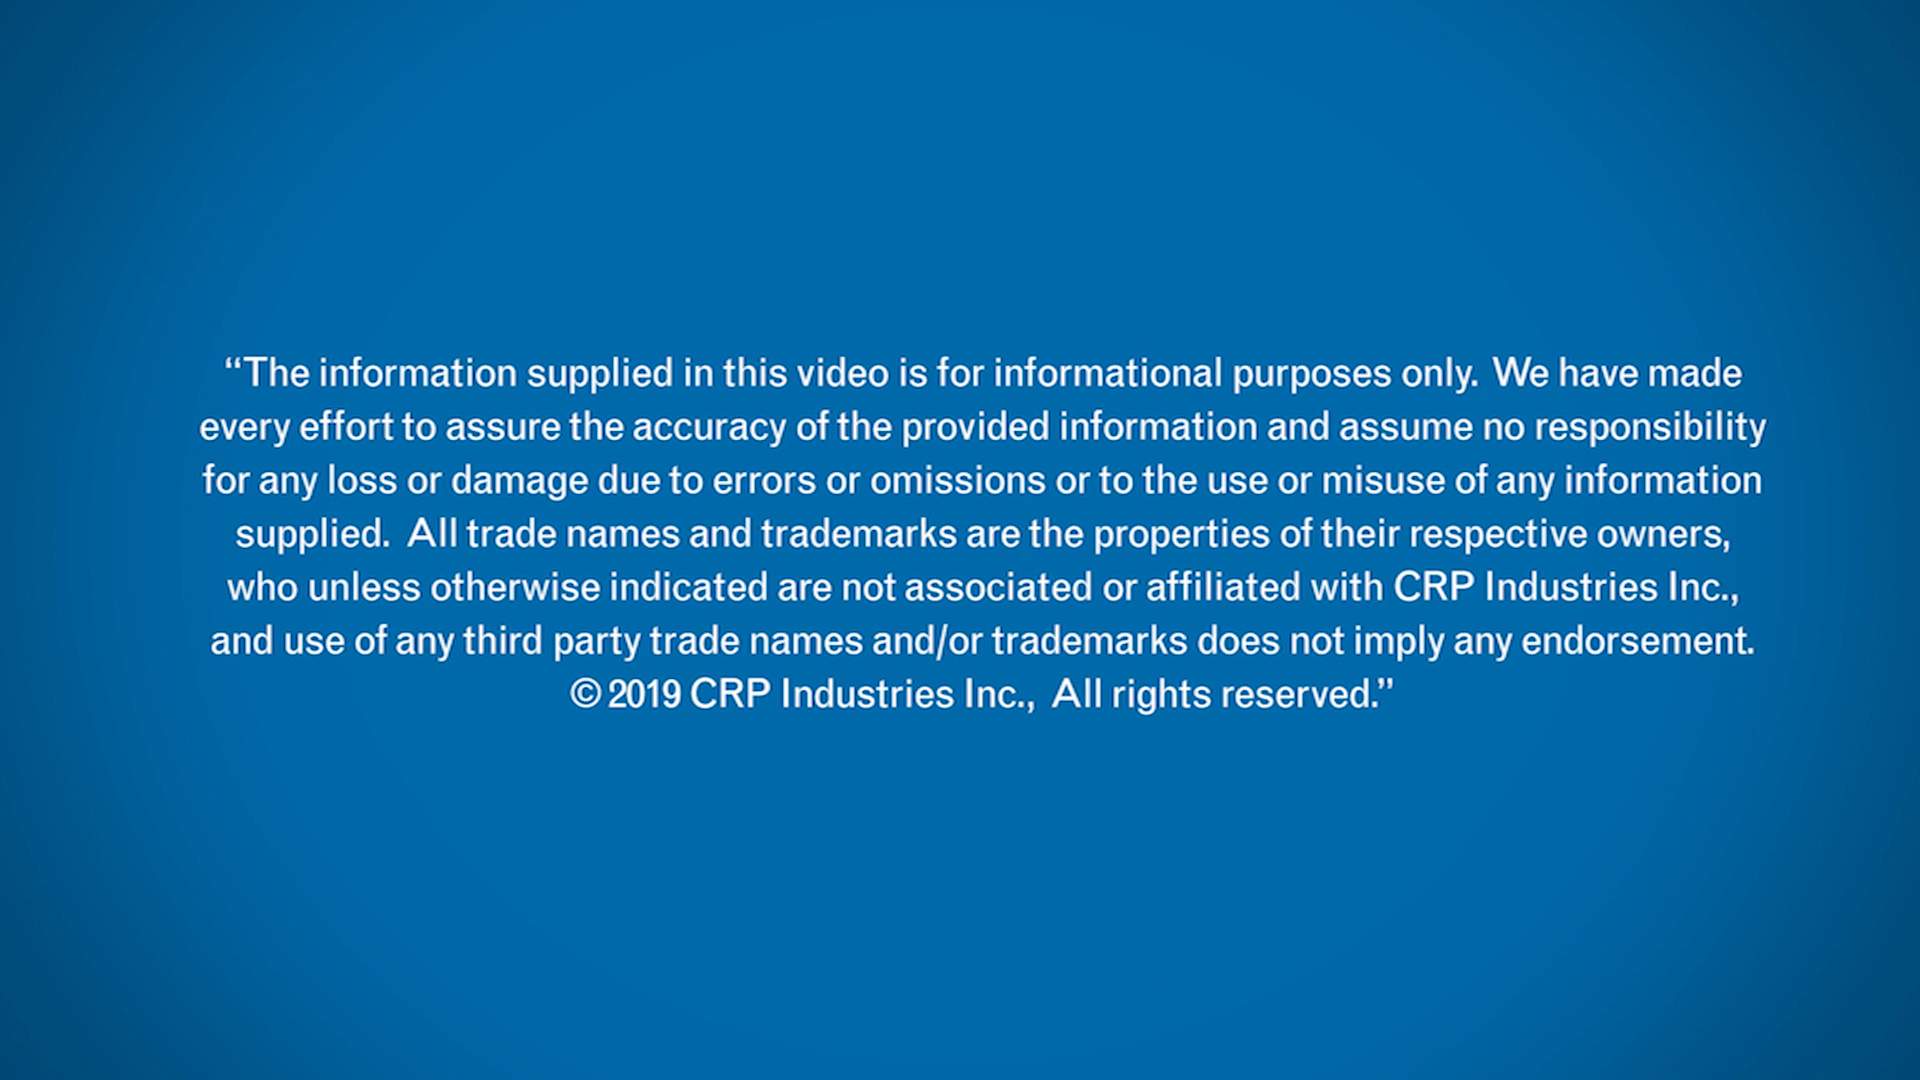 “The information supplied in this video is for informational purposes only.  We have made
every effort to assure the accuracy of the provided information and assume no responsibility
for any loss or damage due to errors or omissions or to the use or misuse of any information
supplied.  All trade names and trademarks are the properties of their respective owners,
who unless otherwise indicated are not associated or affiliated with CRP Industries Inc.,
and use of any third party trade names and/or trademarks does not imply any endorsement.
© 2019 CRP Industries Inc.,  All rights reserved.”